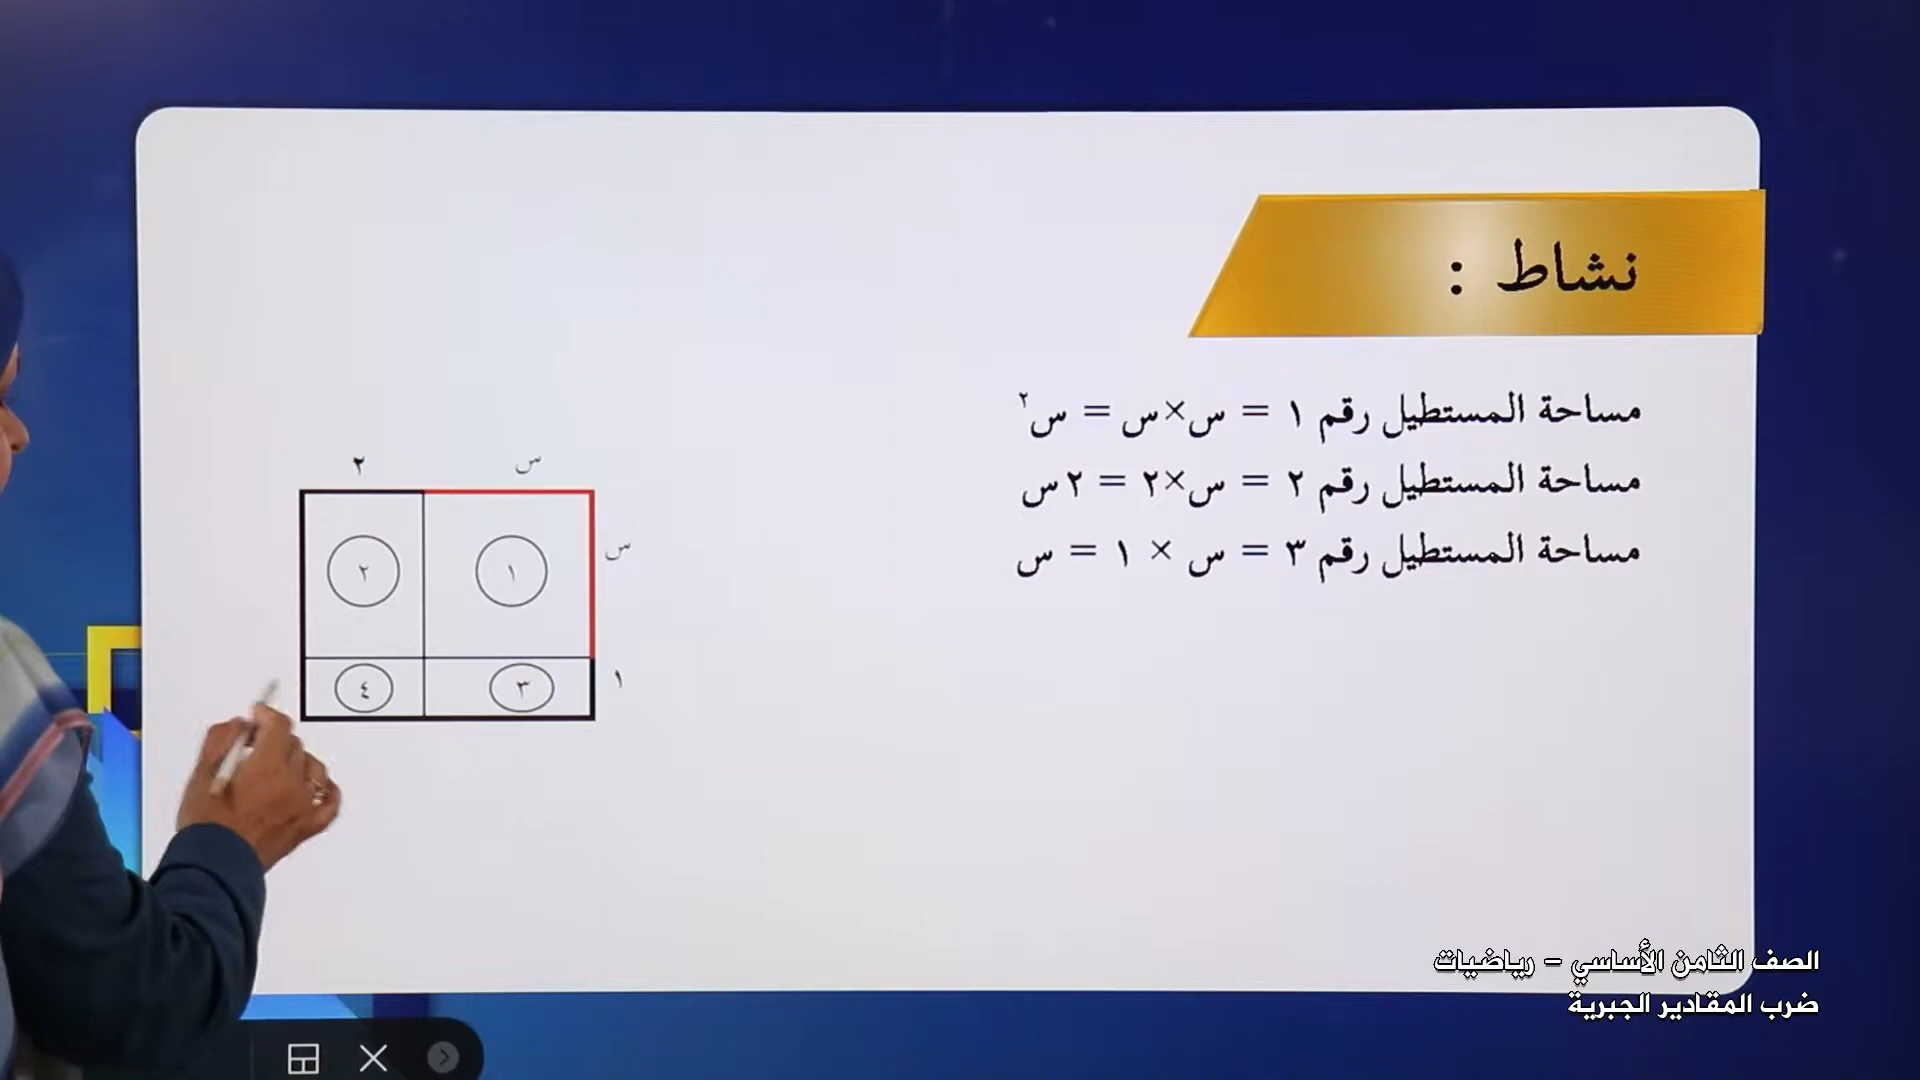 نشاط :
مساحة المستطيل رقم ١ = س×س = س٢
مساحة المستطيل رقم ٢ = س×٢ = ٢س
مساحة المستطيل رقم ٣ = س × ١ = س
س ٢
س
١ ٢
١
٣ ٤
الصف الثامن الأساسي – رياضيات
ضرب المقادير الجبرية